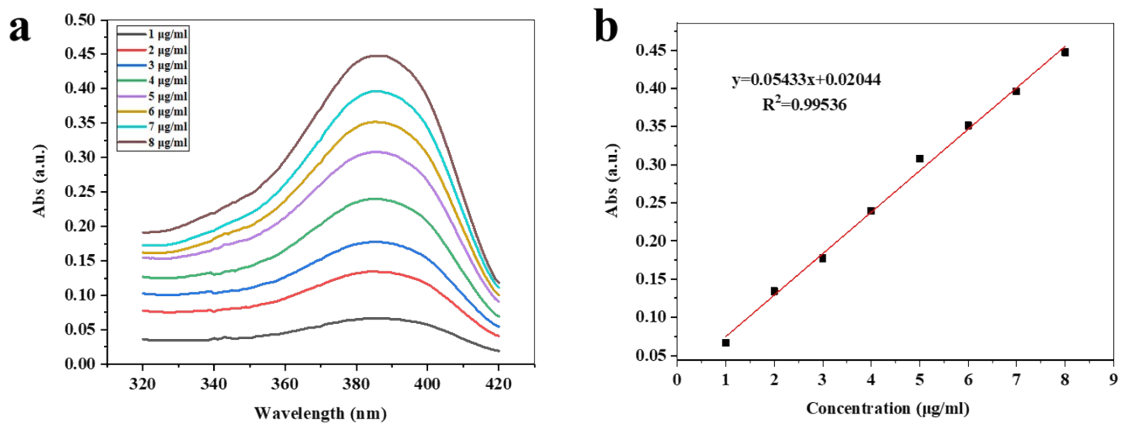 a
1 μg/ml
2 μg/ml
3 μg/ml
4 μg/ml
5 μg/ml
6 μg/ml
7 μg/ml
8 μg/ml
0.50
0.45
0.40
0.35
0.30
0.25
0.20
0.15
0.10
0.05
0.00
Abs (a.u.)
320 340 360 380 400 420
Wavelength (nm)
b
y=0.05433x+0.02044
R²=0.99536
0.45
0.40
0.35
0.30
0.25
0.20
0.15
0.10
0.05
Abs (a.u.)
0 1 2 3 4 5 6 7 8 9
Concentration (μg/ml)